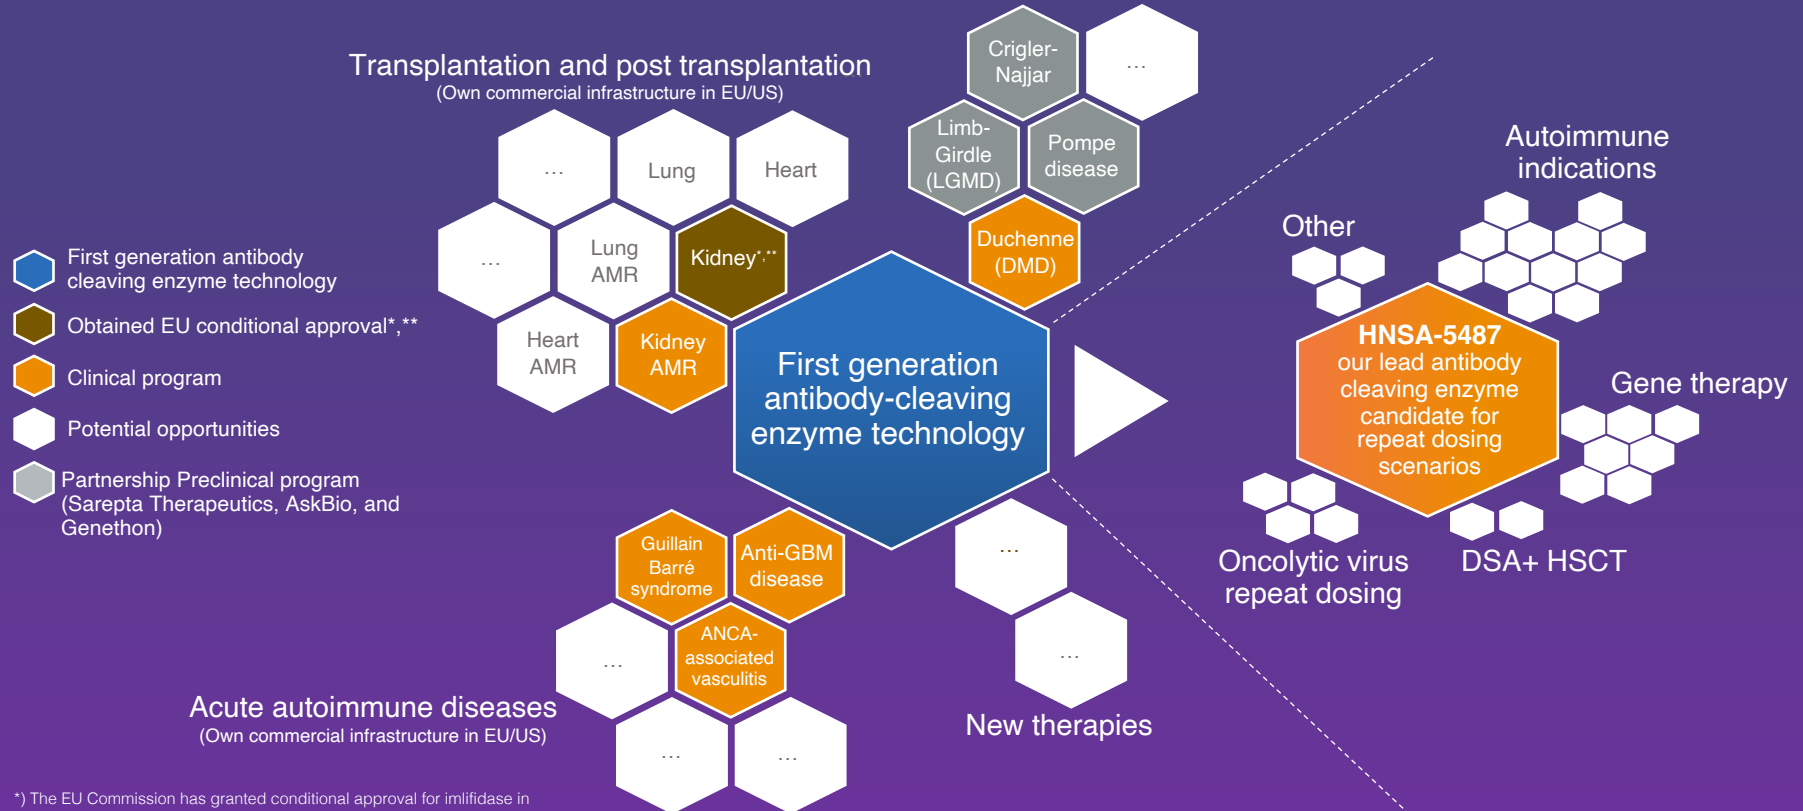 Transplantation and post transplantation
(Own commercial infrastructure in EU/US)
...
Lung
Heart
...
Lung
AMR
Kidney*,**
Heart
AMR
Kidney
AMR
Crigler-
Najjar
...
Limb-
Girdle
(LGMD)
Pompe
disease
Duchenne
(DMD)
First generation antibody
cleaving enzyme technology
Obtained EU conditional approval*,**
Clinical program
Potential opportunities
Partnership Preclinical program
(Sarepta Therapeutics, AskBio, and
Genethon)
First generation
antibody-cleaving
enzyme technology
Guillain
Barré
syndrome
Anti-GBM
disease
...
ANCA-
associated
vasculitis
...
...
Acute autoimmune diseases
(Own commercial infrastructure in EU/US)
...
...
New therapies
Autoimmune
indications
Other
HNSA-5487
our lead antibody
cleaving enzyme
candidate for
repeat dosing
scenarios
Gene therapy
Oncolytic virus
repeat dosing
DSA+ HSCT
*) The EU Commission has granted conditional approval for imlifidase in